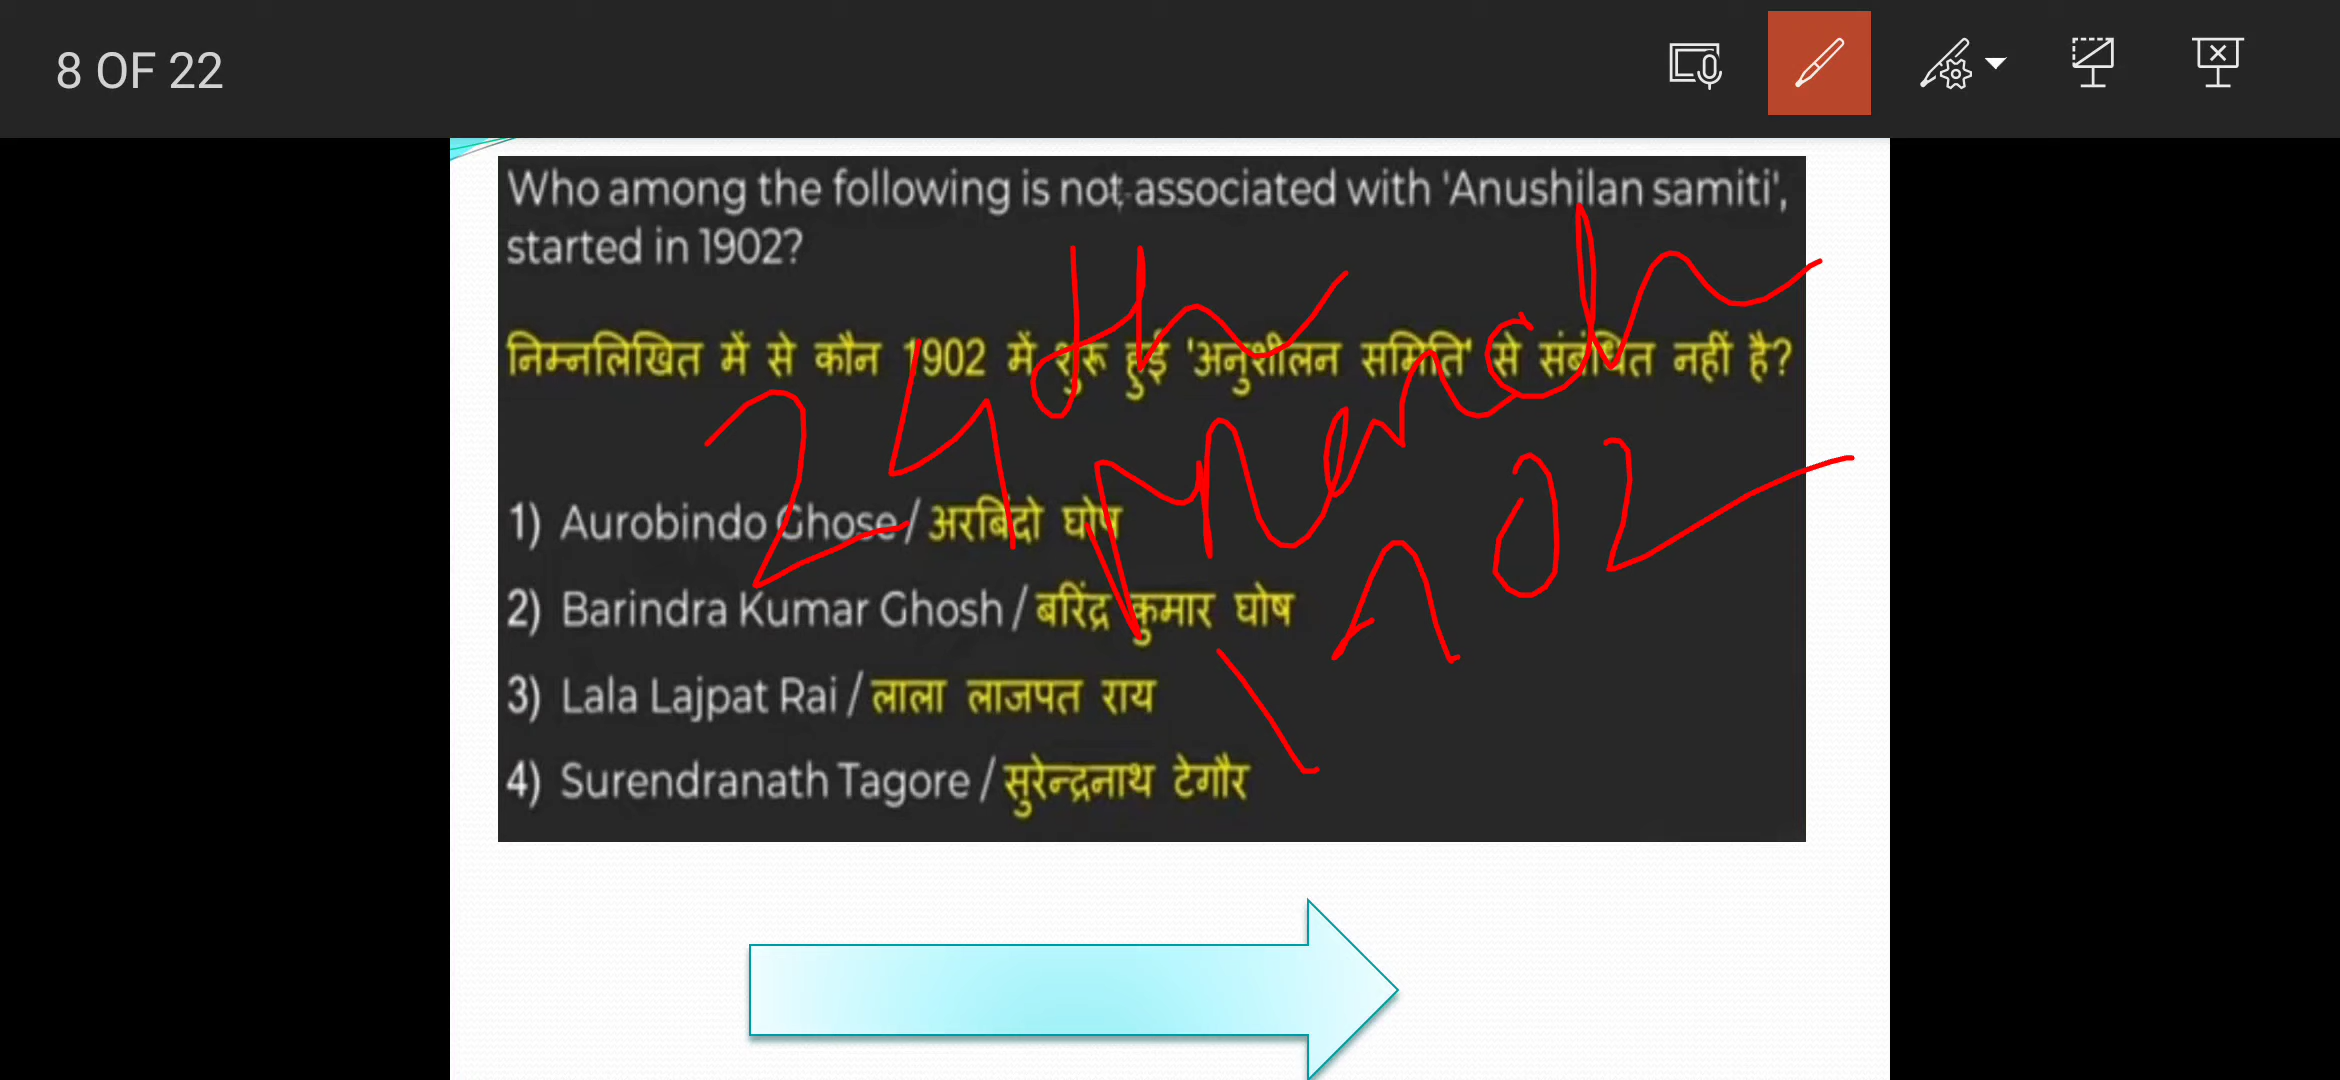 8 OF 22
Who among the following is not associated with 'Anushilan samiti',
started in 1902?
निम्नलिखित में से कौन 1902 में शुरू हुई 'अनुशीलन समिति' से संबंधित नहीं है?
24th March
1902
1) Aurobindo Ghose / अरबिंदो घोष
2) Barindra Kumar Ghosh / बरिंद्र कुमार घोष
3) Lala Lajpat Rai / लाला लाजपत राय
4) Surendranath Tagore / सुरेन्द्रनाथ टेगौर